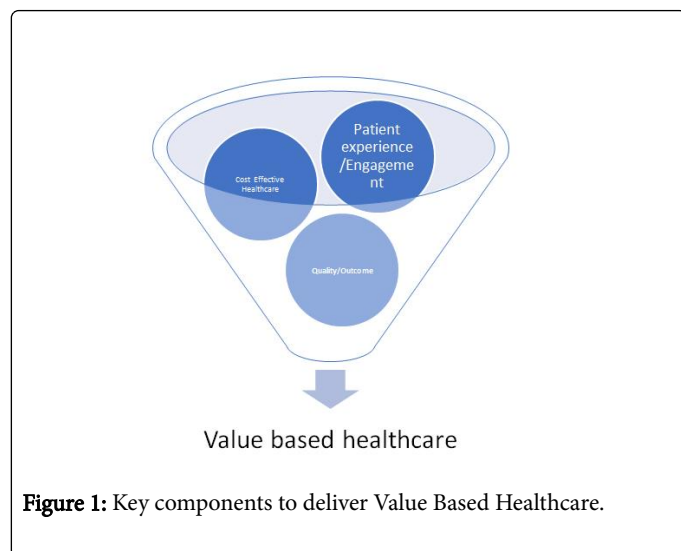 Patient
experience
/Engageme
nt
Cost Effective
Healthcare
Quality/Outcome
Value based healthcare
Figure 1: Key components to deliver Value Based Healthcare.